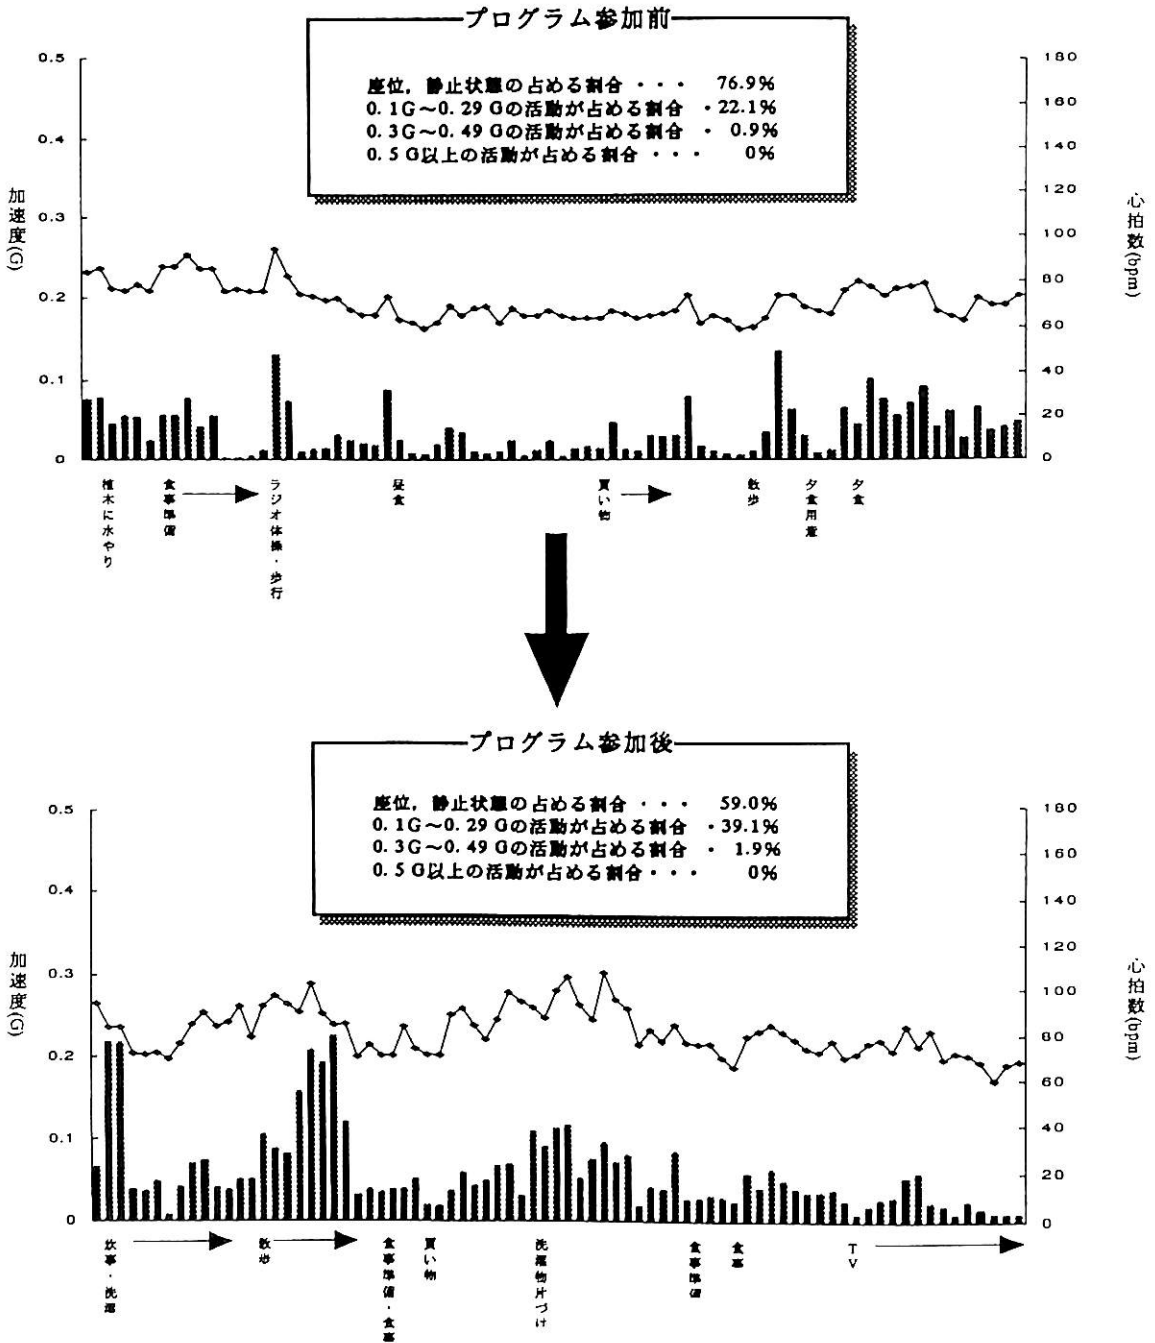 プログラム参加前
座位，静止状態の占める割合 ・・・ 76.9%
0.1G～0.29 Gの活動が占める割合 ・22.1%
0.3G～0.49 Gの活動が占める割合 ・ 0.9%
0.5 G以上の活動が占める割合 ・・・ 0%
加速度(G)
0.5
0.4
0.3
0.2
0.1
0
心拍数(bpm)
180
160
140
120
100
80
60
40
20
0
植木に水やり
食事準備
ラジオ体操・歩行
昼食
買い物
散歩
夕食用意
夕食
プログラム参加後
座位，静止状態の占める割合 ・・・ 59.0%
0.1G～0.29 Gの活動が占める割合 ・39.1%
0.3G～0.49 Gの活動が占める割合 ・ 1.9%
0.5 G以上の活動が占める割合・・・ 0%
加速度(G)
0.5
0.4
0.3
0.2
0.1
0
心拍数(bpm)
180
160
140
120
100
80
60
40
20
0
炊事・洗濯
散歩
食事準備・食事
買い物
洗濯物片づけ
食事準備
食事
TV